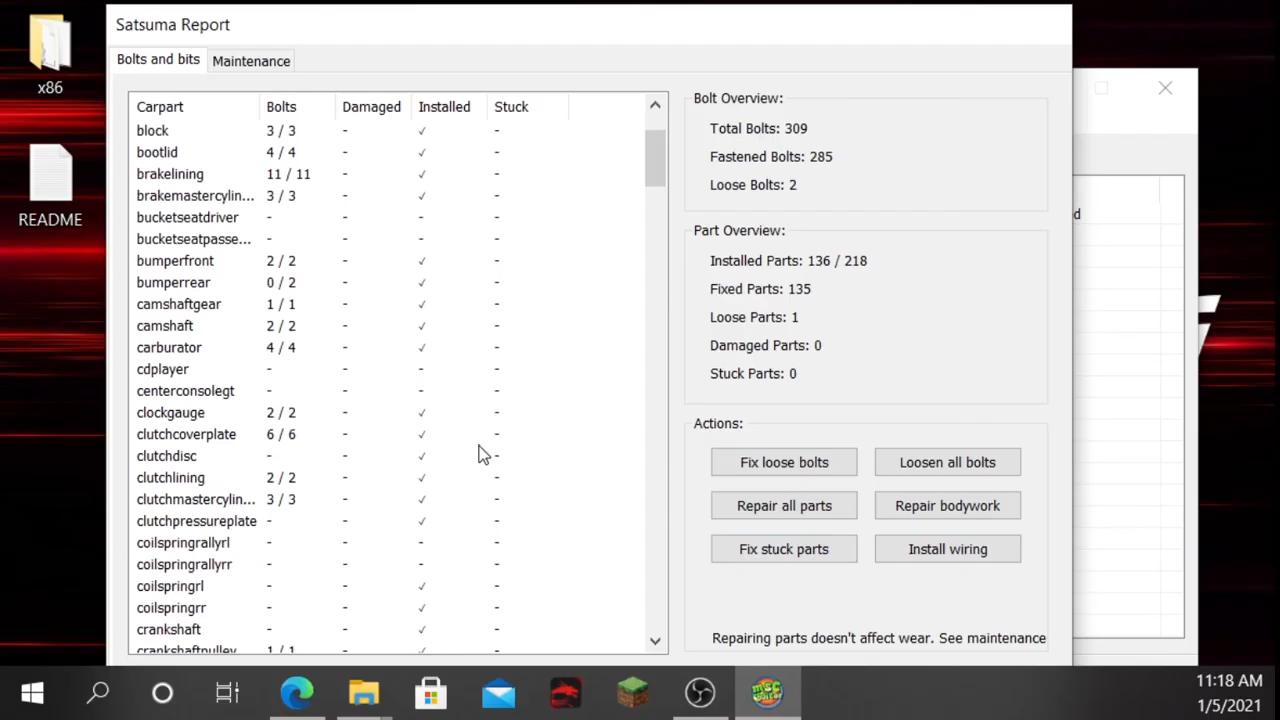 x86
README
Satsuma Report
Bolts and bits Maintenance
Carpart Bolts Damaged Installed Stuck
block 3 / 3 - ✓ -
bootlid 4 / 4 - ✓ -
brakelining 11 / 11 - ✓ -
brakemastercylin... 3 / 3 - ✓ -
bucketseatdriver - - - -
bucketseatpasse... - - - -
bumperfront 2 / 2 - ✓ -
bumperrear 0 / 2 - ✓ -
camshaftgear 1 / 1 - ✓ -
camshaft 2 / 2 - ✓ -
carburator 4 / 4 - ✓ -
cdplayer - - - -
centerconsolegt - - - -
clockgauge 2 / 2 - ✓ -
clutchcoverplate 6 / 6 - ✓ -
clutchdisc - - ✓ -
clutchlining 2 / 2 - ✓ -
clutchmastercylin... 3 / 3 - ✓ -
clutchpressureplate - - ✓ -
coilspringrallyrl - - - -
coilspringrallyrr - - - -
coilspringrl - - ✓ -
coilspringrr - - ✓ -
crankshaft - - ✓ -
crankshaftpulley 1 / 1 - ✓ -
Bolt Overview:
Total Bolts: 309
Fastened Bolts: 285
Loose Bolts: 2
Part Overview:
Installed Parts: 136 / 218
Fixed Parts: 135
Loose Parts: 1
Damaged Parts: 0
Stuck Parts: 0
Actions:
Fix loose bolts Loosen all bolts
Repair all parts Repair bodywork
Fix stuck parts Install wiring
Repairing parts doesn't affect wear. See maintenance
11:18 AM
1/5/2021